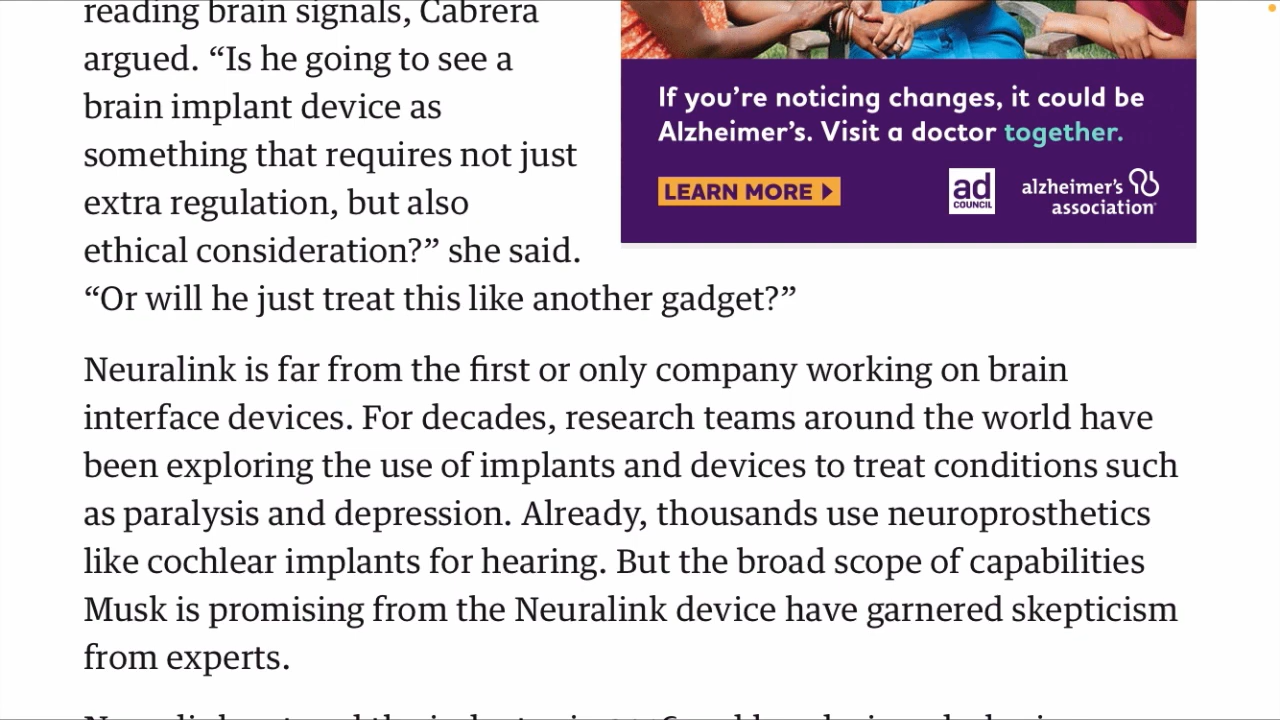 reading brain signals, Cabrera
argued. “Is he going to see a
brain implant device as
something that requires not just
extra regulation, but also
ethical consideration?” she said.
“Or will he just treat this like another gadget?”
If you’re noticing changes, it could be
Alzheimer’s. Visit a doctor together.
LEARN MORE
ad
COUNCIL
alzheimer’s
association
Neuralink is far from the first or only company working on brain
interface devices. For decades, research teams around the world have
been exploring the use of implants and devices to treat conditions such
as paralysis and depression. Already, thousands use neuroprosthetics
like cochlear implants for hearing. But the broad scope of capabilities
Musk is promising from the Neuralink device have garnered skepticism
from experts.